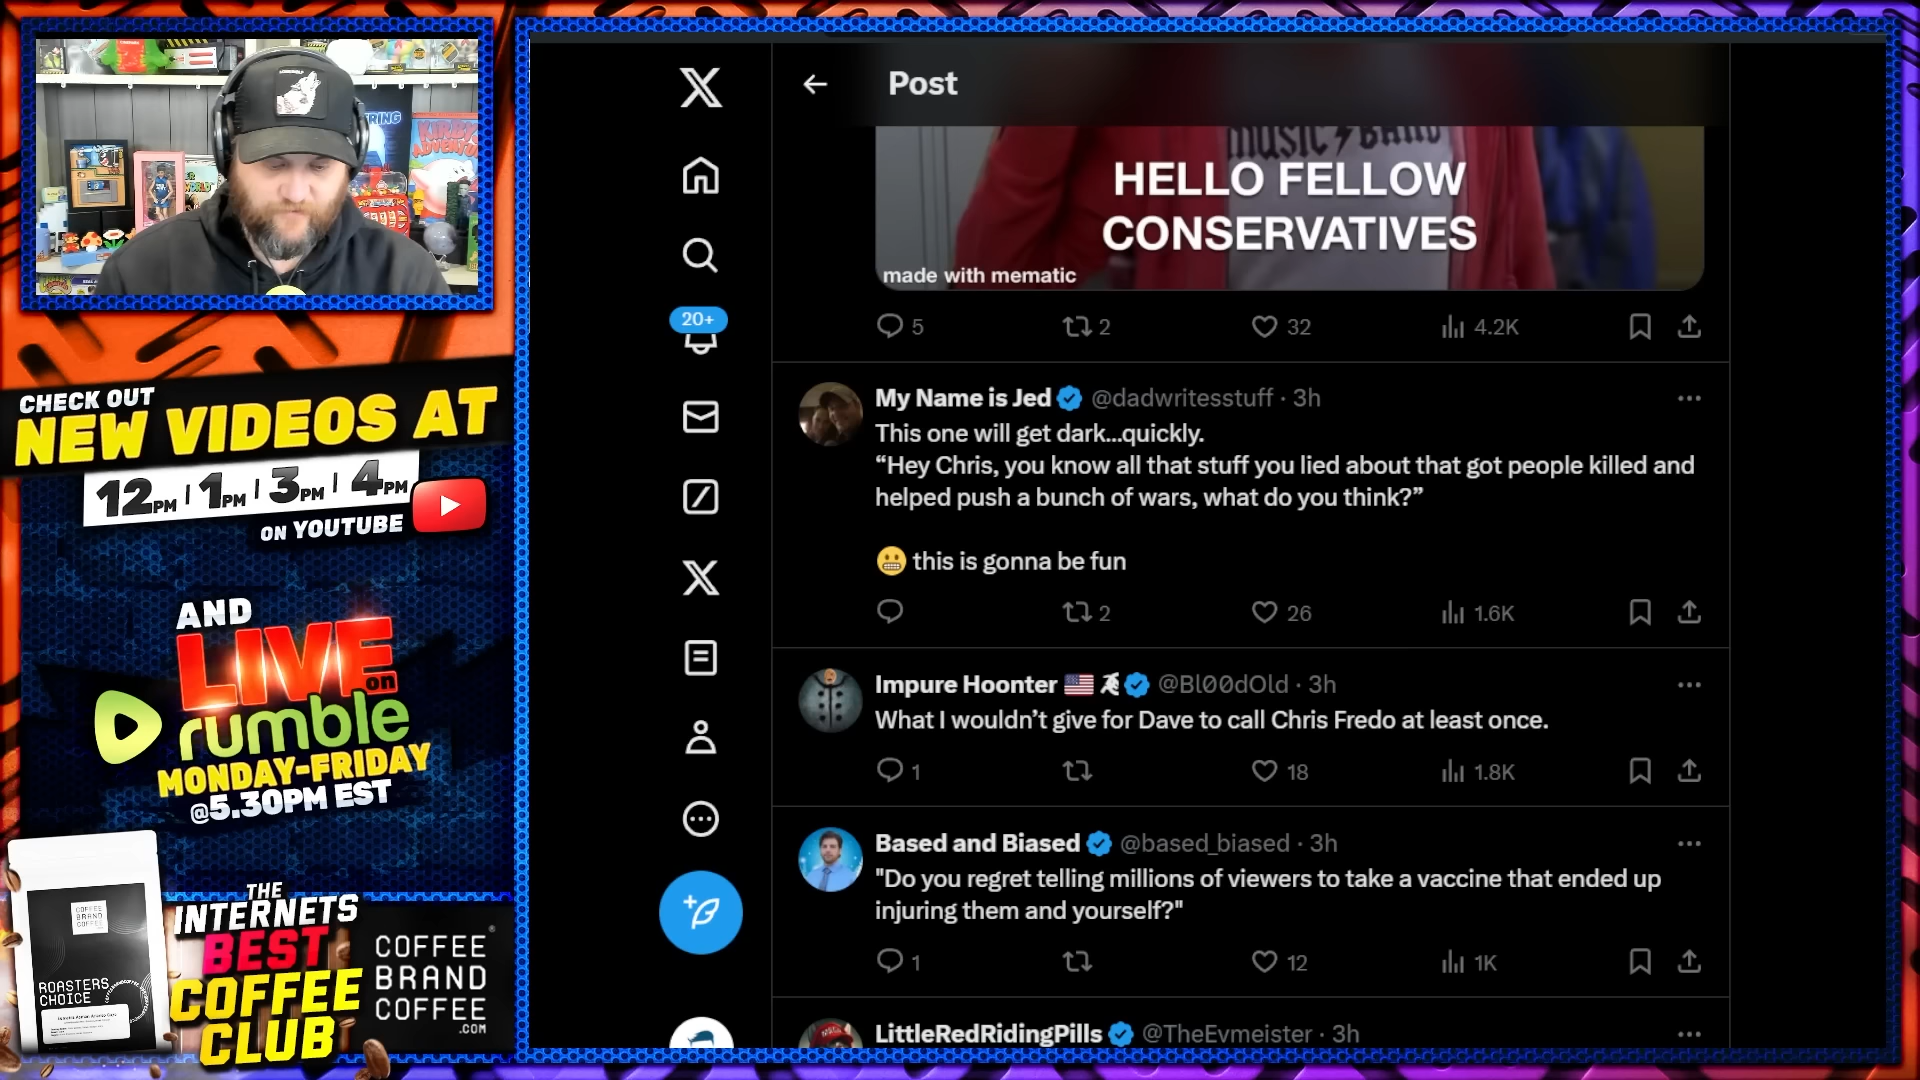 KIRBY'S
ADVENTURE
CHECK OUT
NEW VIDEOS AT
12PM | 1PM | 3PM | 4PM
ON YOUTUBE
AND
LIVE
on
rumble
MONDAY-FRIDAY
@5.30PM EST
THE
INTERNETS
BEST
COFFEE
CLUB
COFFEE
BRAND
COFFEE
ROASTERS
CHOICE
COFFEE®
BRAND
COFFEE
.COM
20+
Post
MUSIC BAND
HELLO FELLOW
CONSERVATIVES
made with mematic
5 2 32 4.2K
My Name is Jed @dadwritesstuff · 3h
This one will get dark...quickly.
“Hey Chris, you know all that stuff you lied about that got people killed and
helped push a bunch of wars, what do you think?”
😬 this is gonna be fun
2 26 1.6K
Impure Hoonter 🇺🇸 @Bl00dOld · 3h
What I wouldn’t give for Dave to call Chris Fredo at least once.
1 18 1.8K
Based and Biased @based_biased · 3h
"Do you regret telling millions of viewers to take a vaccine that ended up
injuring them and yourself?"
1 12 1K
LittleRedRidingPills @TheEvmeister · 3h